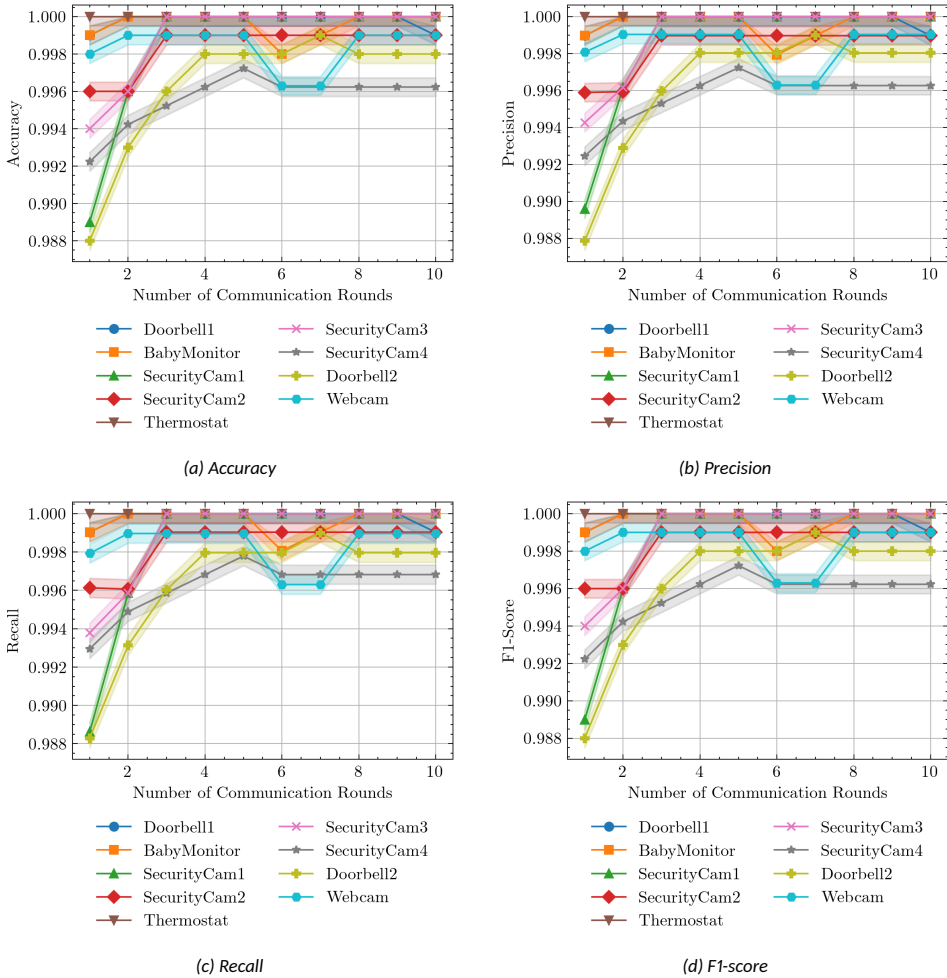 1.000
0.998
0.996
0.994
0.992
0.990
0.988
Accuracy
2 4 6 8 10
Number of Communication Rounds
Doorbell1
BabyMonitor
SecurityCam1
SecurityCam2
Thermostat
SecurityCam3
SecurityCam4
Doorbell2
Webcam
(a) Accuracy
1.000
0.998
0.996
0.994
0.992
0.990
0.988
Precision
2 4 6 8 10
Number of Communication Rounds
Doorbell1
BabyMonitor
SecurityCam1
SecurityCam2
Thermostat
SecurityCam3
SecurityCam4
Doorbell2
Webcam
(b) Precision
1.000
0.998
0.996
0.994
0.992
0.990
0.988
Recall
2 4 6 8 10
Number of Communication Rounds
Doorbell1
BabyMonitor
SecurityCam1
SecurityCam2
Thermostat
SecurityCam3
SecurityCam4
Doorbell2
Webcam
(c) Recall
1.000
0.998
0.996
0.994
0.992
0.990
0.988
F1-Score
2 4 6 8 10
Number of Communication Rounds
Doorbell1
BabyMonitor
SecurityCam1
SecurityCam2
Thermostat
SecurityCam3
SecurityCam4
Doorbell2
Webcam
(d) F1-score